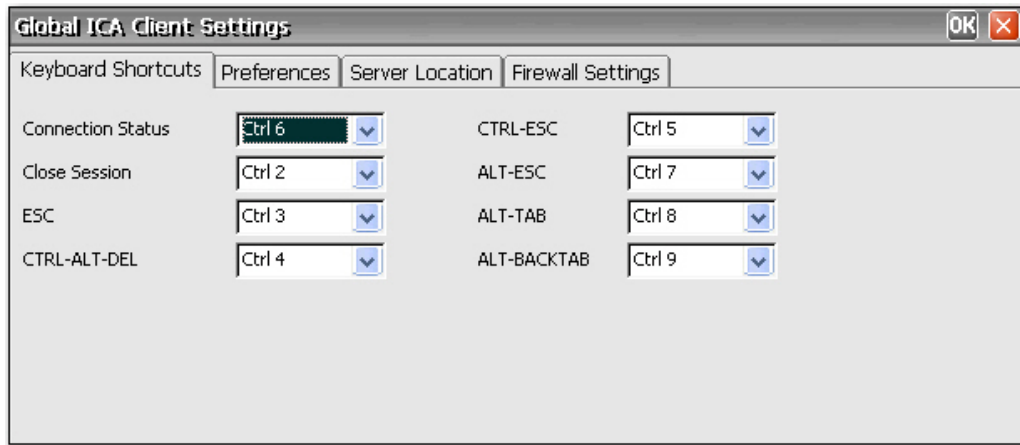 Global ICA Client Settings OK
Keyboard Shortcuts Preferences Server Location Firewall Settings
Connection Status Ctrl 6 CTRL-ESC Ctrl 5
Close Session Ctrl 2 ALT-ESC Ctrl 7
ESC Ctrl 3 ALT-TAB Ctrl 8
CTRL-ALT-DEL Ctrl 4 ALT-BACKTAB Ctrl 9